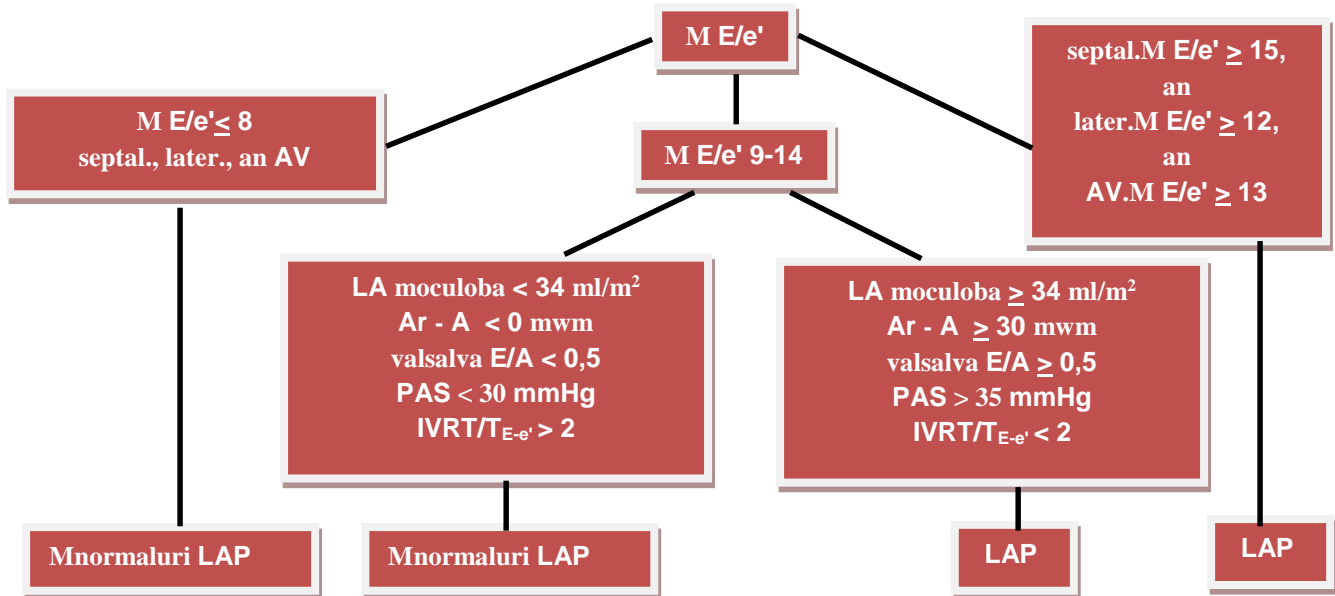 M E/e'
M E/e'≤ 8
septal., later., an AV
M E/e' 9-14
septal.M E/e' ≥ 15,
an
later.M E/e' ≥ 12,
an
AV.M E/e' ≥ 13
LA moculoba < 34 ml/m²
Ar - A < 0 mwm
valsalva E/A < 0,5
PAS < 30 mmHg
IVRT/TE-e' > 2
LA moculoba ≥ 34 ml/m²
Ar - A ≥ 30 mwm
valsalva E/A ≥ 0,5
PAS > 35 mmHg
IVRT/TE-e' < 2
Mnormaluri LAP
Mnormaluri LAP
LAP
LAP